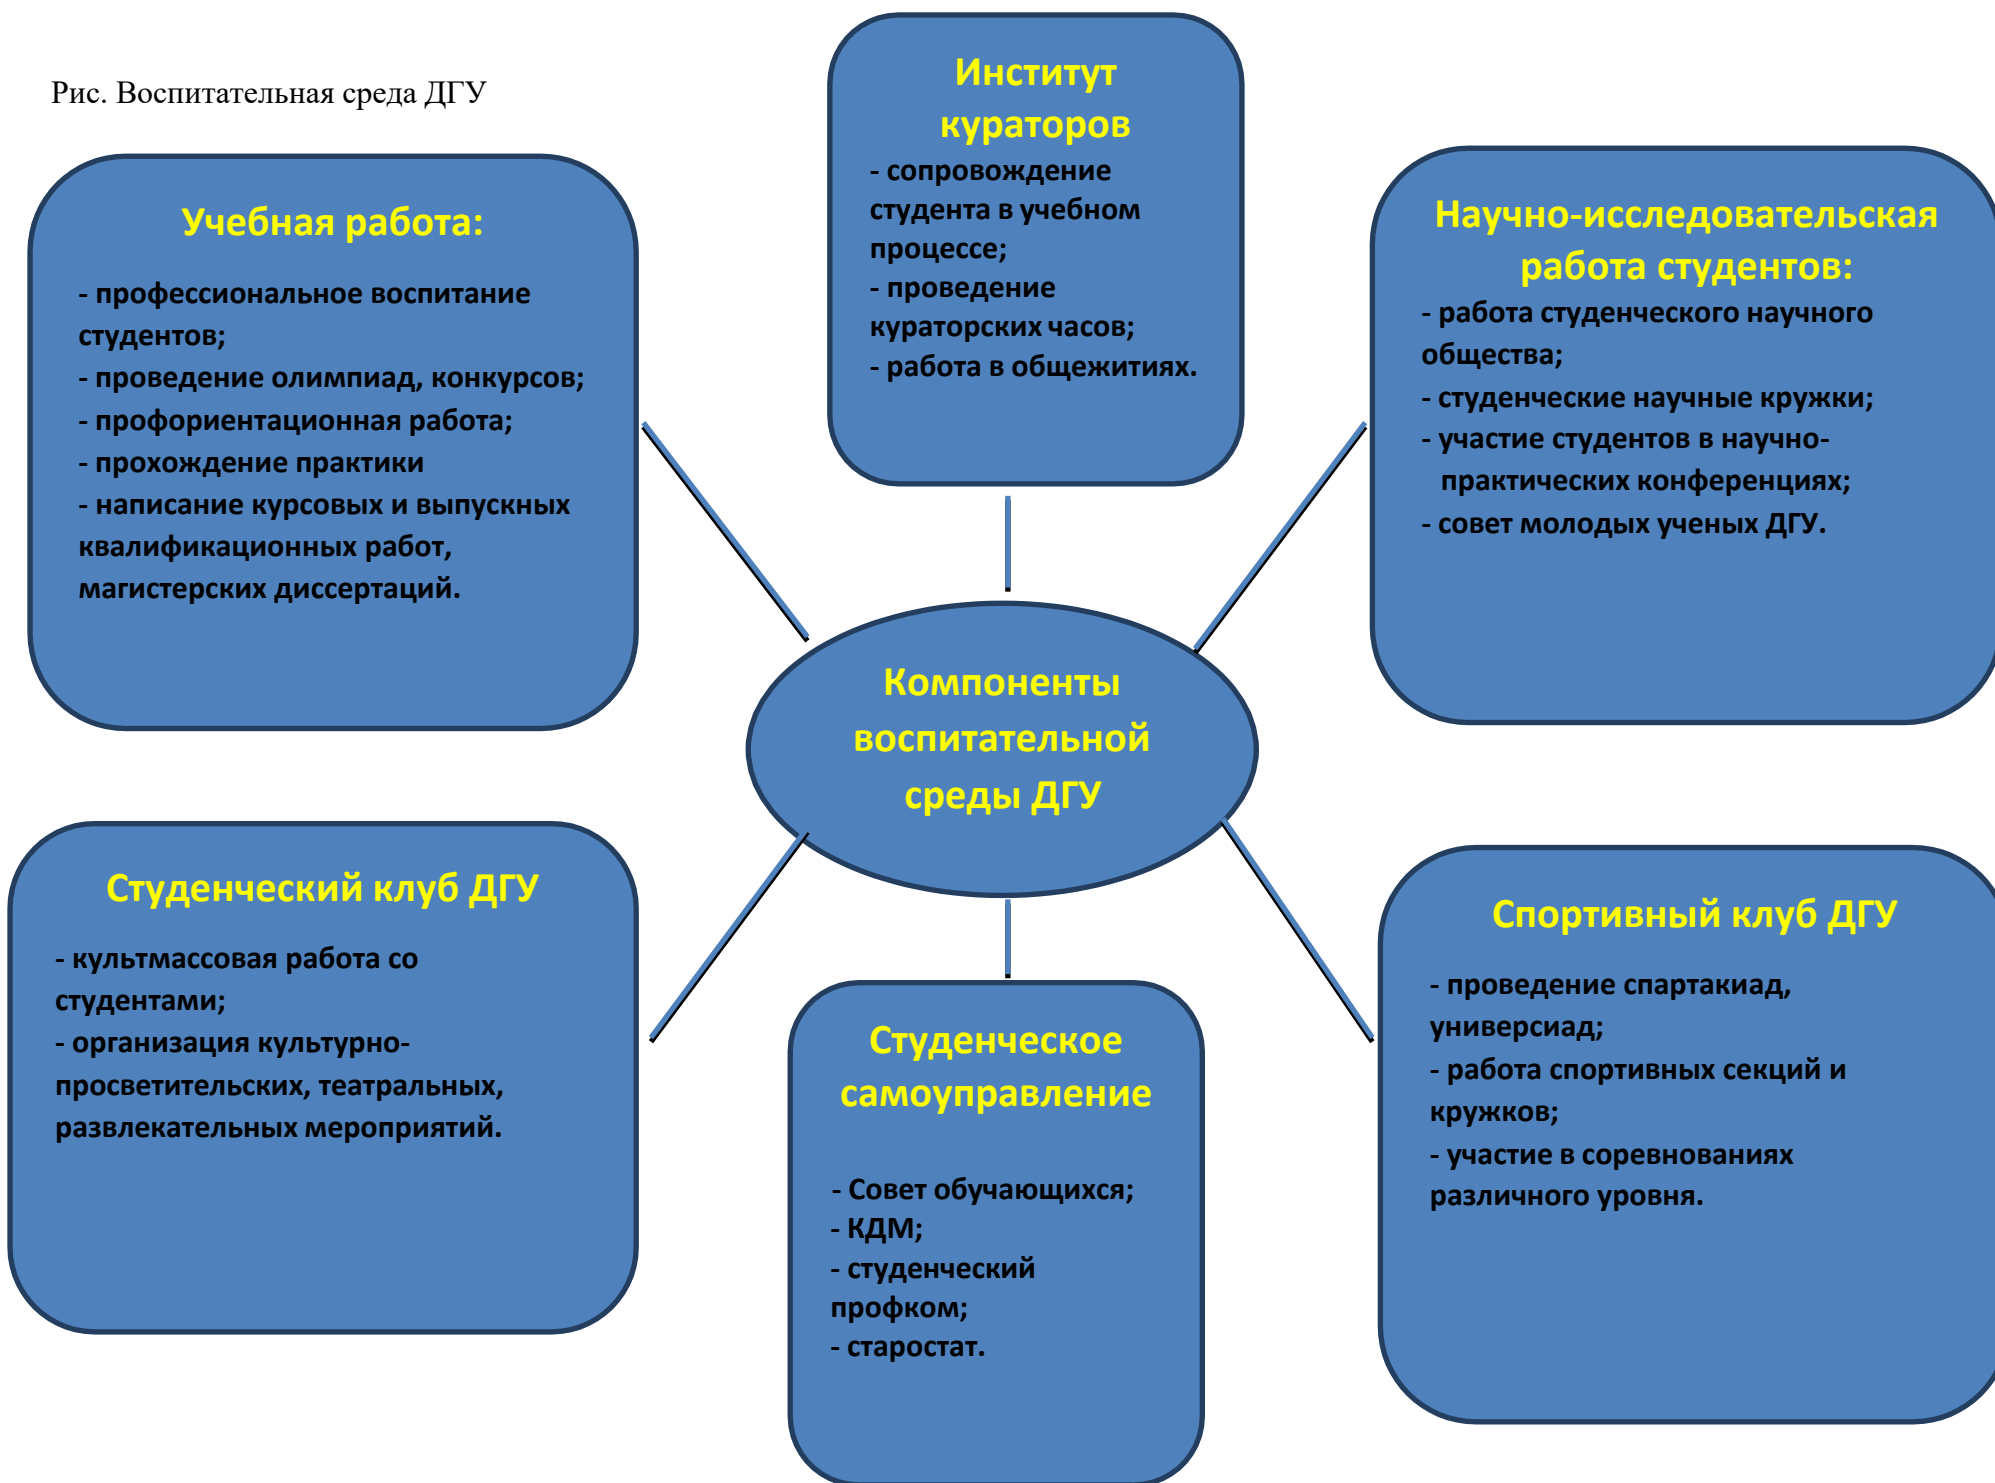 Рис. Воспитательная среда ДГУ
Институт
кураторов
- сопровождение
студента в учебном
процессе;
- проведение
кураторских часов;
- работа в общежитиях.
Учебная работа:
- профессиональное воспитание
студентов;
- проведение олимпиад, конкурсов;
- профориентационная работа;
- прохождение практики
- написание курсовых и выпускных
квалификационных работ,
магистерских диссертаций.
Научно-исследовательская
работа студентов:
- работа студенческого научного
общества;
- студенческие научные кружки;
- участие студентов в научно-
практических конференциях;
- совет молодых ученых ДГУ.
Компоненты
воспитательной
среды ДГУ
Студенческий клуб ДГУ
- культмассовая работа со
студентами;
- организация культурно-
просветительских, театральных,
развлекательных мероприятий.
Студенческое
самоуправление
- Совет обучающихся;
- КДМ;
- студенческий
профком;
- старостат.
Спортивный клуб ДГУ
- проведение спартакиад,
универсиад;
- работа спортивных секций и
кружков;
- участие в соревнованиях
различного уровня.